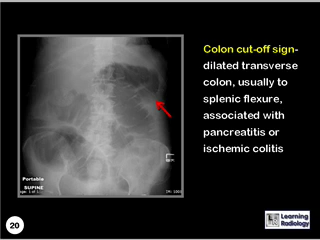 Colon cut-off sign-
dilated transverse
colon, usually to
splenic flexure,
associated with
pancreatitis or
ischemic colitis
Portable
SUPINE
20
Learning
Radiology